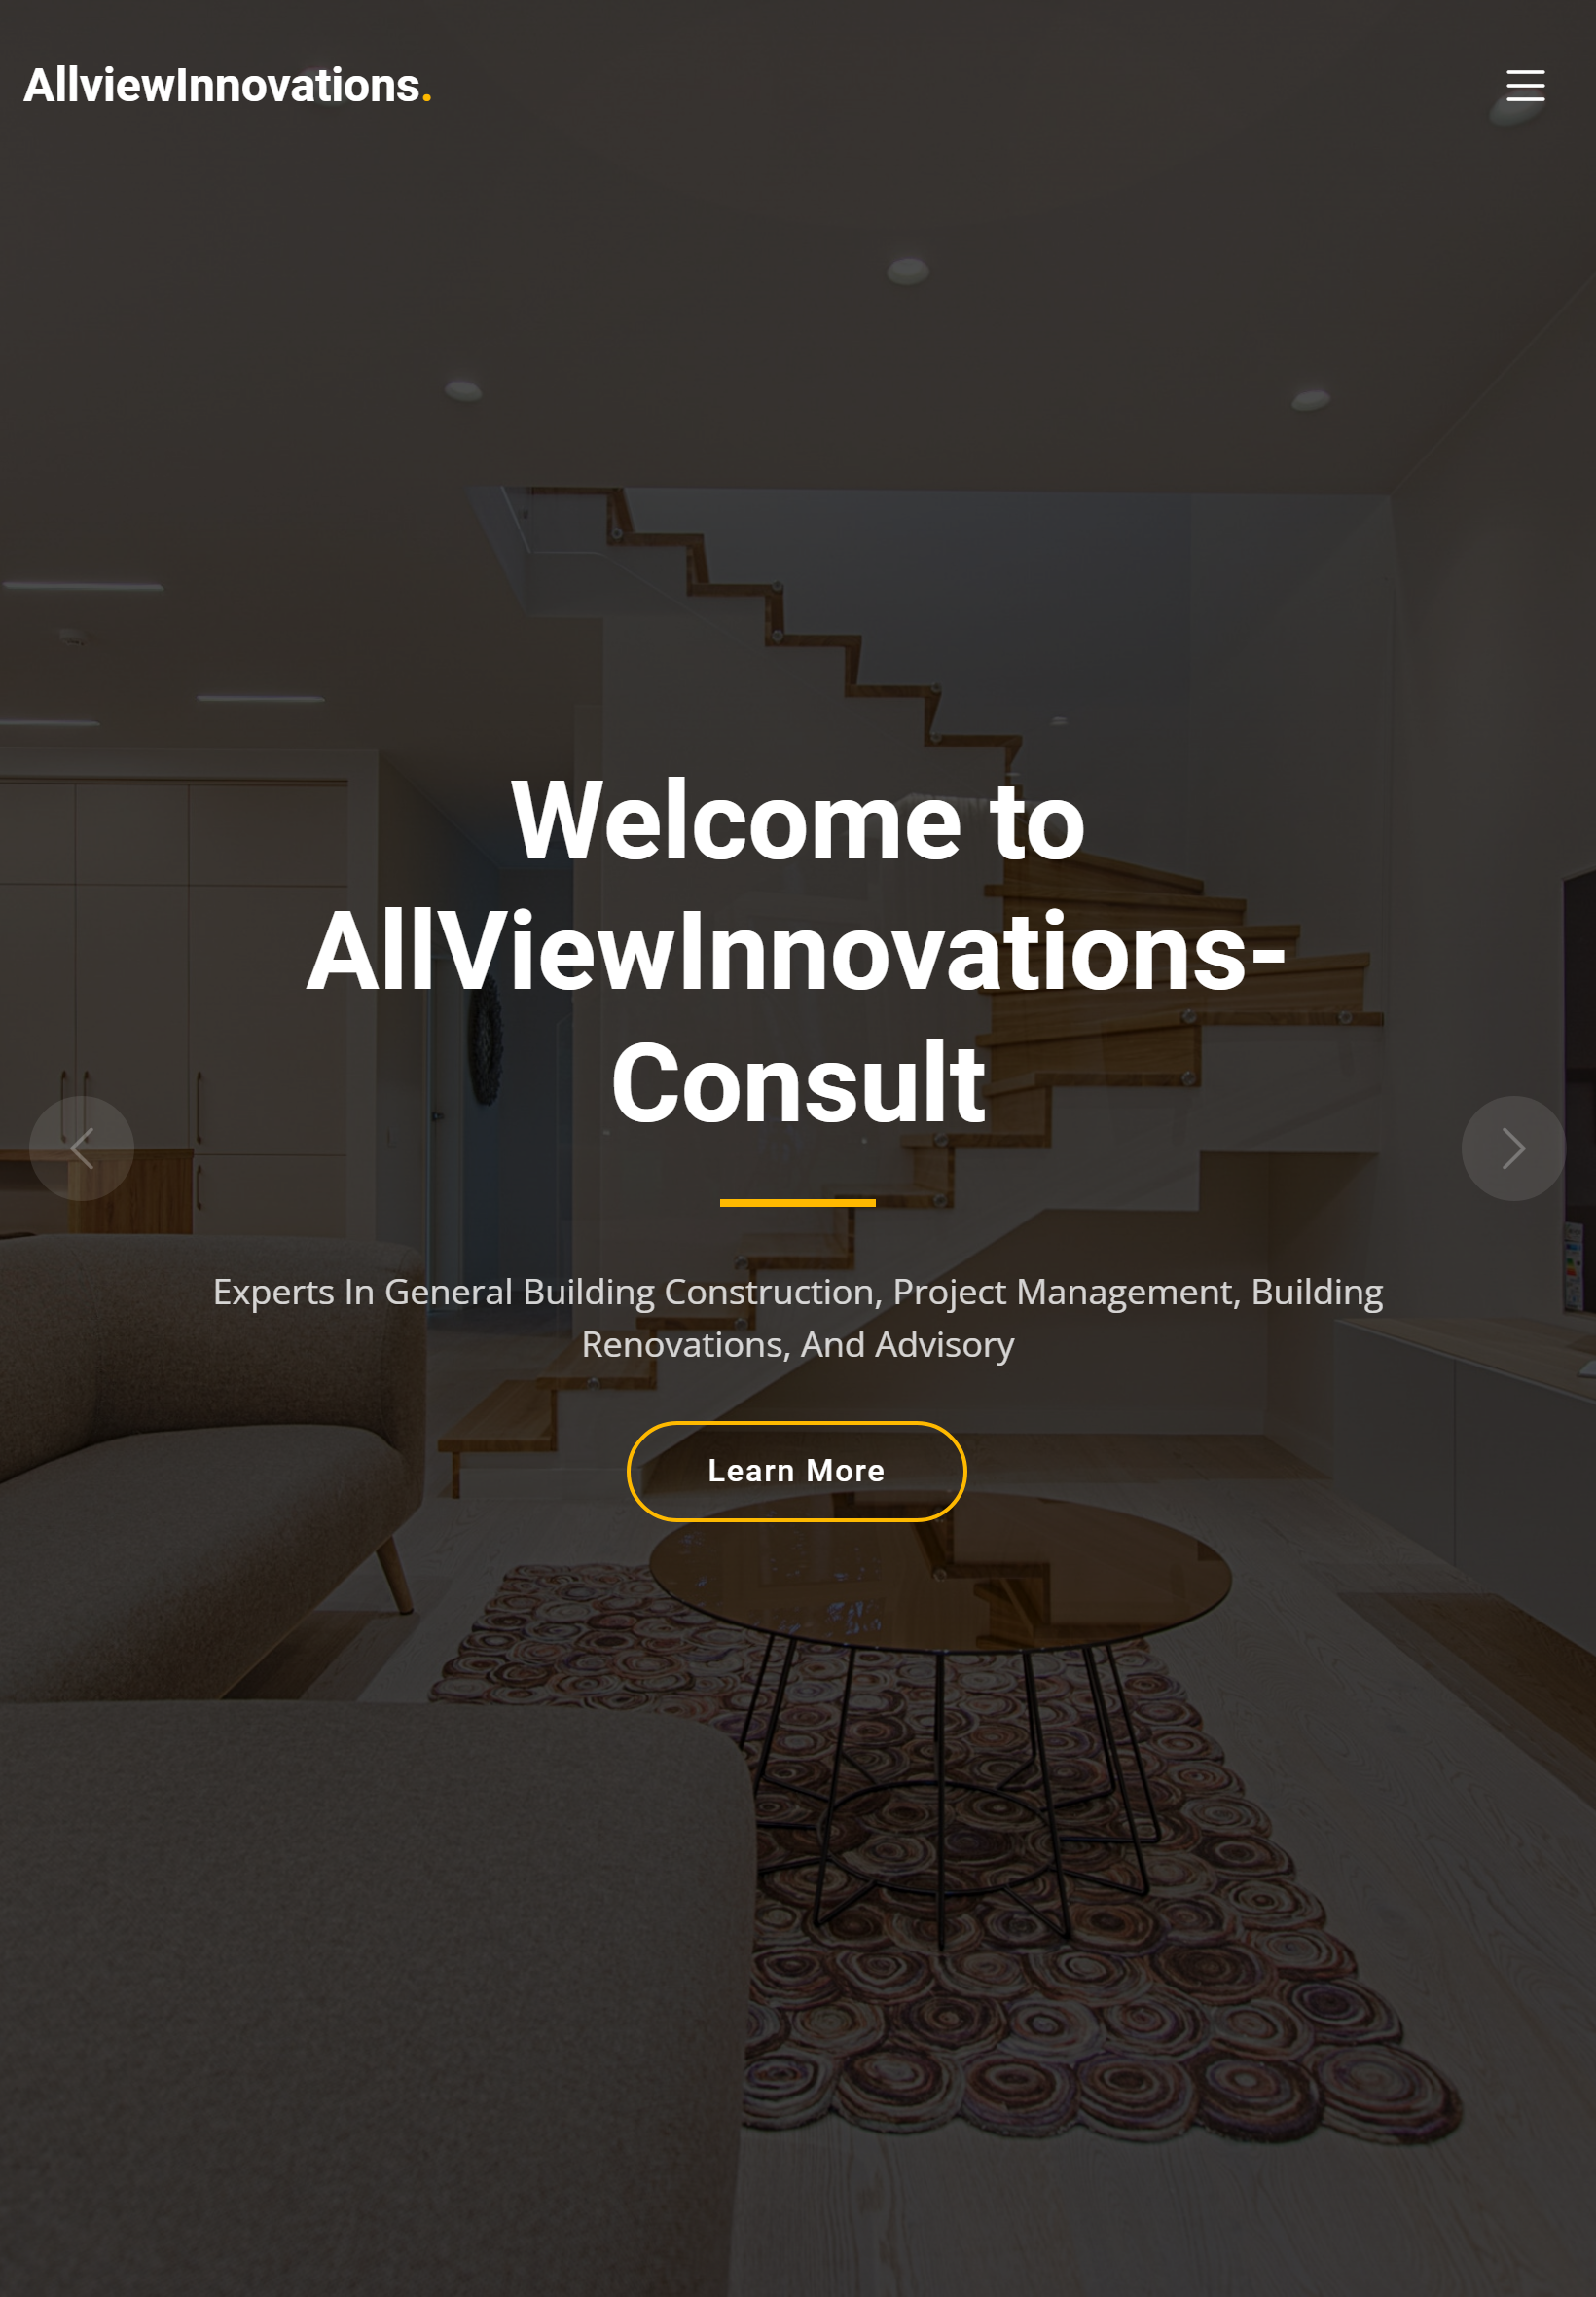 AllviewInnovations.
Welcome to
AllViewInnovations-
Consult
Experts In General Building Construction, Project Management, Building
Renovations, And Advisory
Learn More